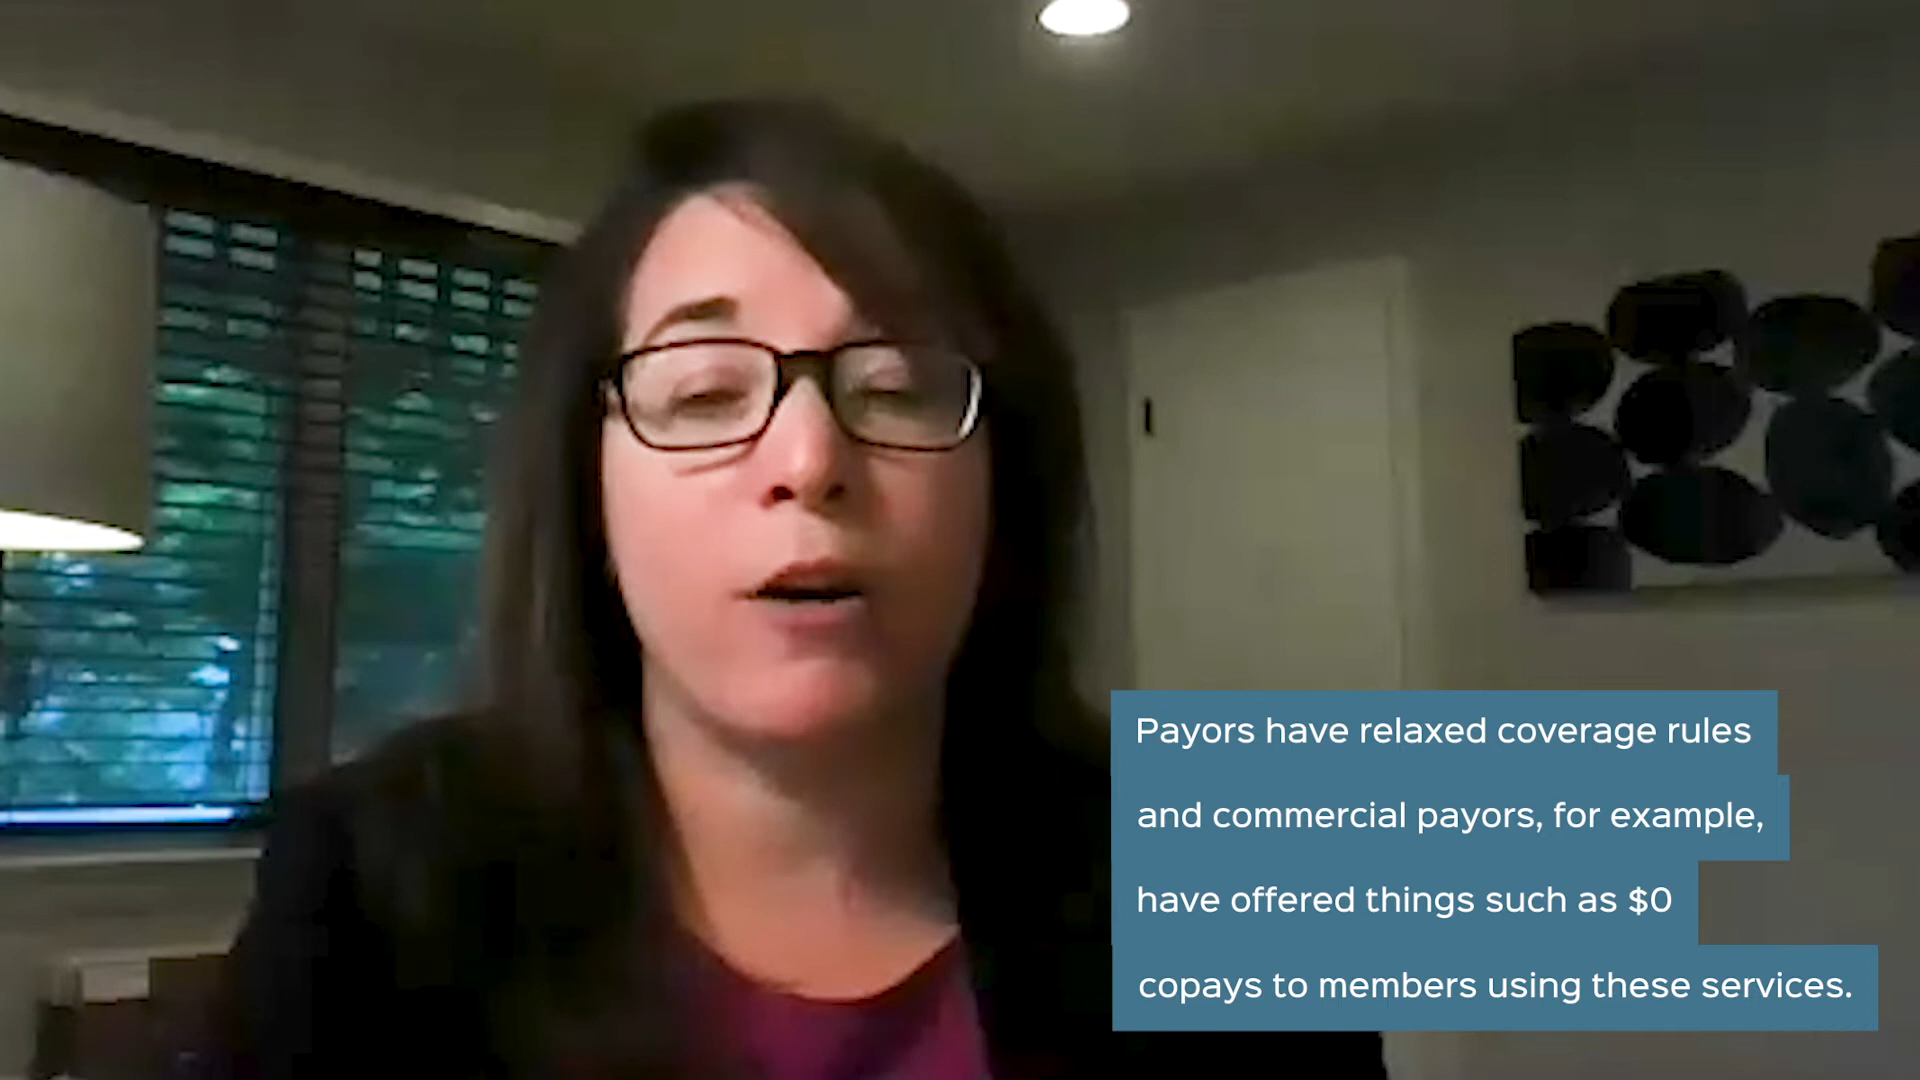 Payors have relaxed coverage rules
and commercial payors, for example,
have offered things such as $0
copays to members using these services.